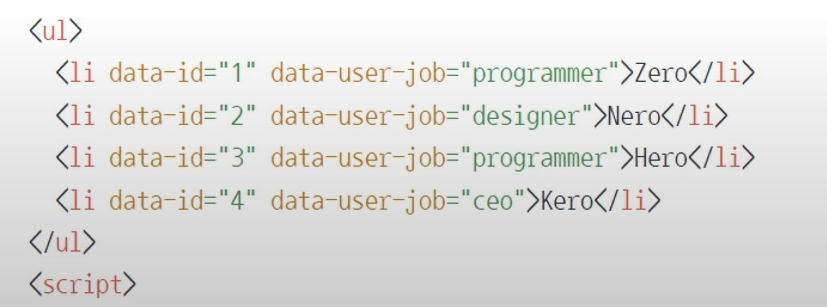 <ul>
<li data-id="1" data-user-job="programmer">Zero</li>
<li data-id="2" data-user-job="designer">Nero</li>
<li data-id="3" data-user-job="programmer">Hero</li>
<li data-id="4" data-user-job="ceo">Kero</li>
</ul>
<script>